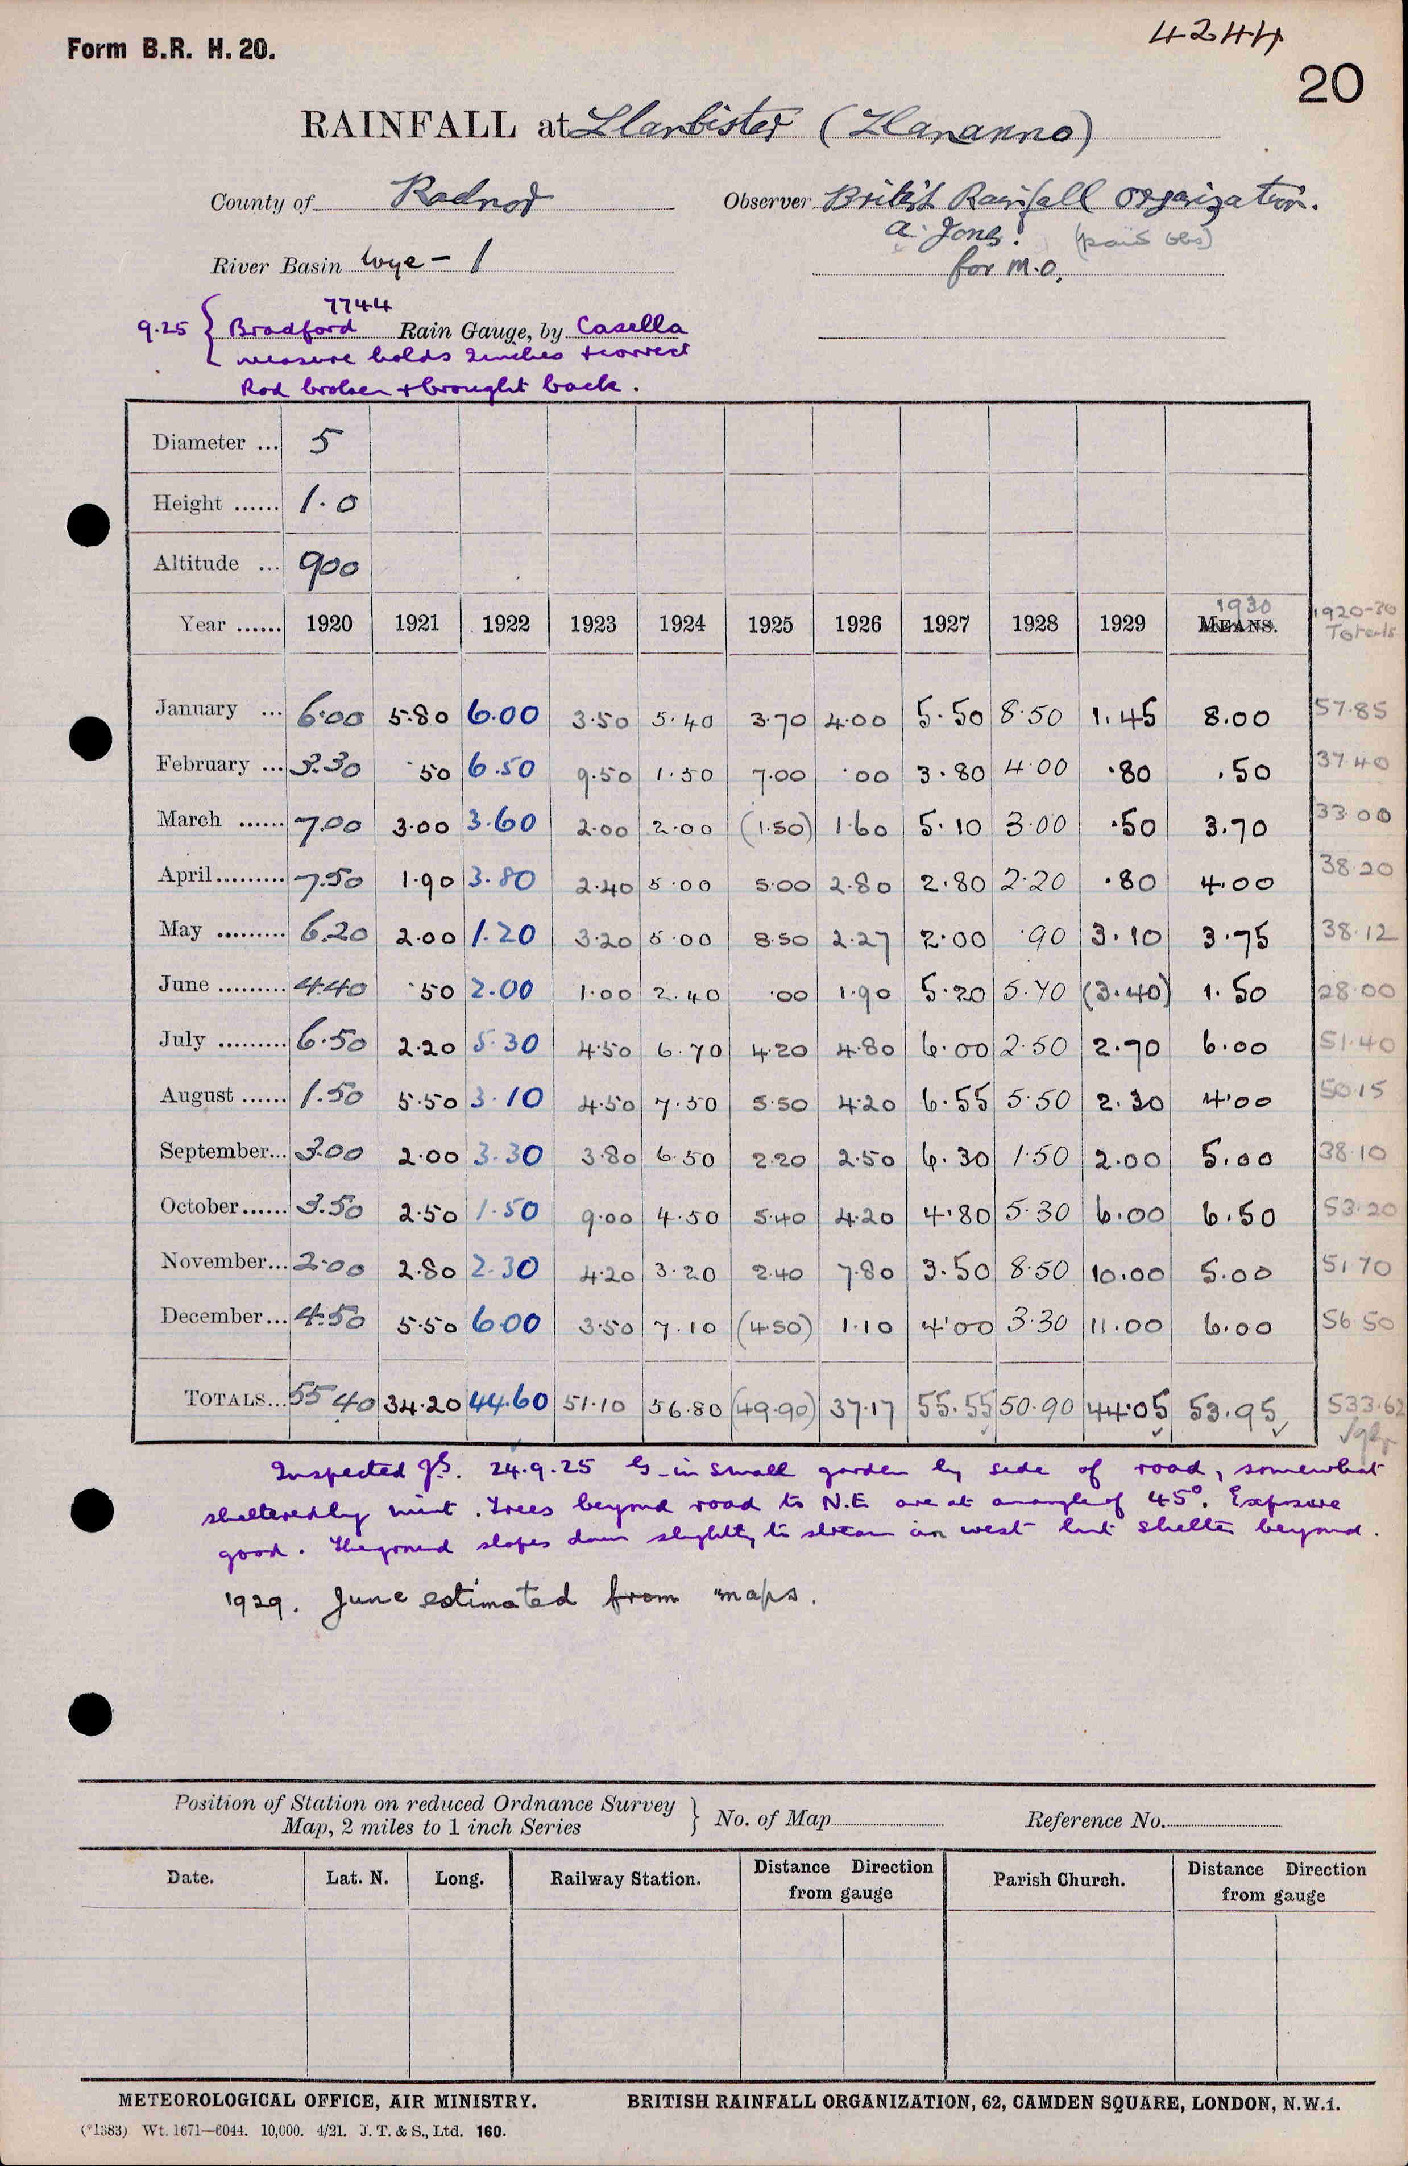 Form B.R. H. 20.
4244
20
RAINFALL at Llanbister (Llananno)
County of Radnor
Observer British Rainfall Organization.
A. Jones. (paid obs)
River Basin Wye - 1
for M.O.
7744
9.25 { Bradford Rain Gauge, by Casella
measure holds 2 inches & correct
Rod broken & brought back.
Diameter ... 5
Height ...... 1.0
Altitude ... 900
Year ...... 1920 1921 1922 1923 1924 1925 1926 1927 1928 1929 1930 MEANS. 1920-30 Totals
January ... 6.00 5.80 6.00 3.50 5.40 3.70 4.00 5.50 8.50 1.45 8.00 57.85
February ... 3.30 .50 6.50 9.50 1.50 7.00 .00 3.80 4.00 .80 .50 37.40
March ...... 7.00 3.00 3.60 2.00 2.00 (1.50) 1.60 5.10 3.00 .50 3.70 33.00
April ......... 7.50 1.90 3.80 2.40 5.00 5.00 2.80 2.80 2.20 .80 4.00 38.20
May ......... 6.20 2.00 1.20 3.20 5.00 8.50 2.27 2.00 .90 3.10 3.75 38.12
June ......... 4.40 .50 2.00 1.00 2.40 .00 1.90 5.20 5.70 (3.40) 1.50 28.00
July ......... 6.50 2.20 5.30 4.50 6.70 4.20 4.80 6.00 2.50 2.70 6.00 51.40
August ...... 1.50 5.50 3.10 4.50 7.50 5.50 4.20 6.55 5.50 2.30 4.00 50.15
September... 3.00 2.00 3.30 3.80 6.50 2.20 2.50 6.30 1.50 2.00 5.00 38.10
October ...... 3.50 2.50 1.50 9.00 4.50 5.40 4.20 4.80 5.30 6.00 6.50 53.20
November... 2.00 2.80 2.30 4.20 3.20 2.40 7.80 3.50 8.50 10.00 5.00 51.70
December... 4.50 5.50 6.00 3.50 7.10 (4.50) 1.10 4.00 3.30 11.00 6.00 56.50
TOTALS... 55.40 34.20 44.60 51.10 56.80 (49.90) 37.17 55.55 50.90 44.05 53.95 533.62
Inspected 24.9.25 G in small garden by side of road, somewhat
shelteredly mint. Trees beyond road to N.E. are at an angle of 45°. Exposure
good. The ground slopes down slightly to stream on west but shelter beyond.
1929. June estimated from maps.
Position of Station on reduced Ordnance Survey
Map, 2 miles to 1 inch Series } No. of Map Reference No.
Date. Lat. N. Long. Railway Station. Distance Direction from gauge Parish Church. Distance Direction from gauge
METEOROLOGICAL OFFICE, AIR MINISTRY. BRITISH RAINFALL ORGANIZATION, 62, CAMDEN SQUARE, LONDON, N.W.1.
(*1383) Wt. 1671—6044. 10,000. 4/21. J. T. & S., Ltd. 160.